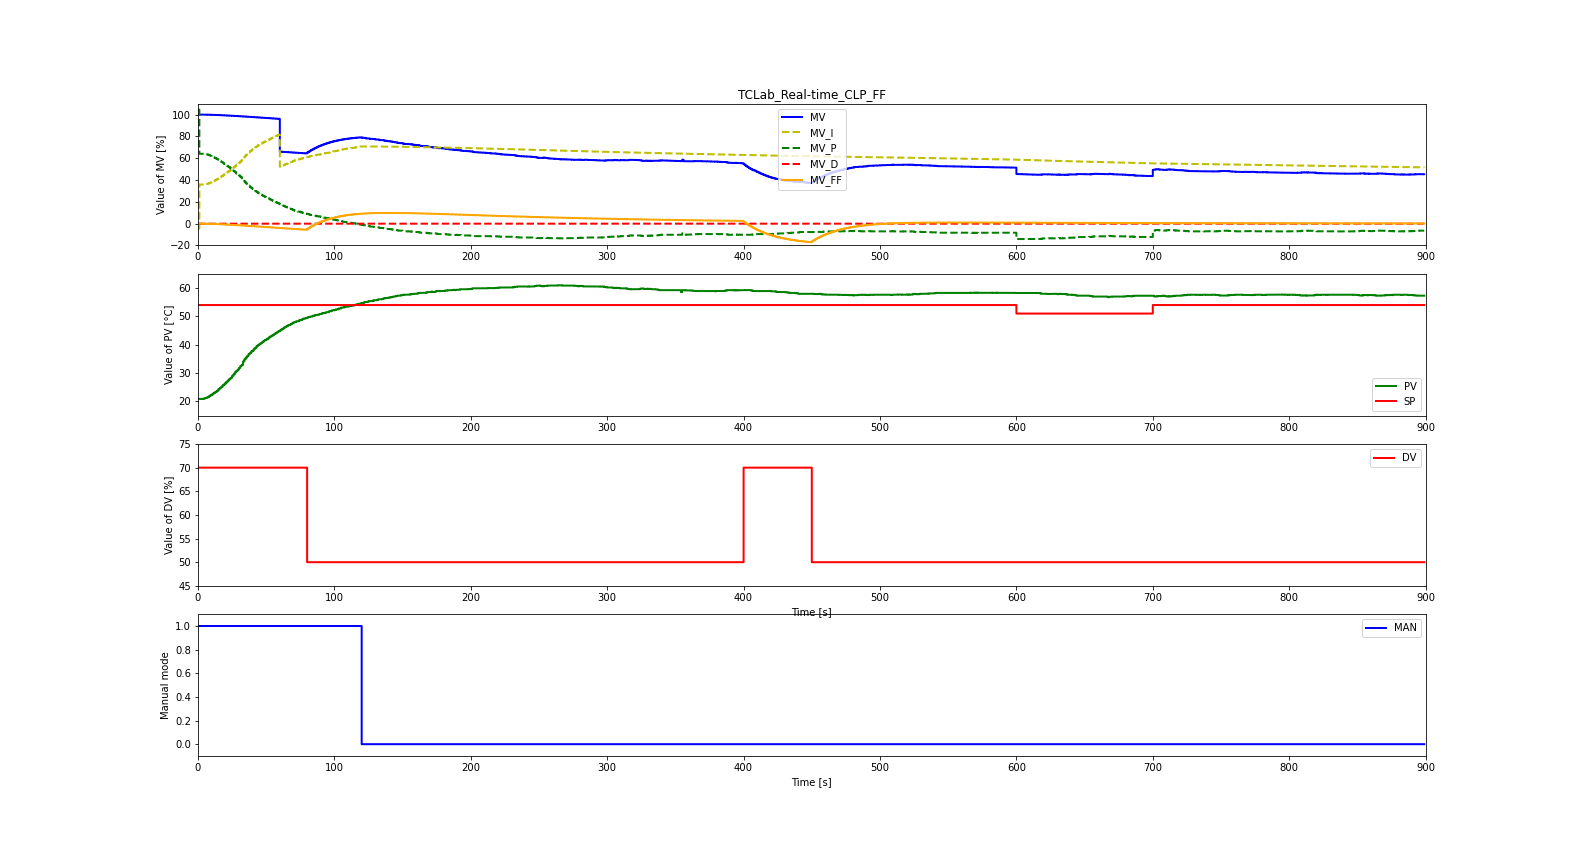 TCLab_Real-time_CLP_FF
Value of MV [%]
100
80
60
40
20
0
−20
MV
MV_I
MV_P
MV_D
MV_FF
0 100 200 300 400 500 600 700 800 900
Value of PV [°C]
60
50
40
30
20
PV
SP
0 100 200 300 400 500 600 700 800 900
Value of DV [%]
75
70
65
60
55
50
45
DV
0 100 200 300 400 500 600 700 800 900
Time [s]
Manual mode
1.0
0.8
0.6
0.4
0.2
0.0
MAN
0 100 200 300 400 500 600 700 800 900
Time [s]